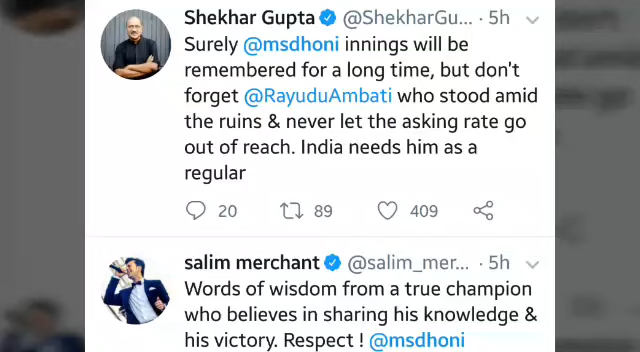 Shekhar Gupta @ShekharGu... · 5h
Surely @msdhoni innings will be
remembered for a long time, but don't
forget @RayuduAmbati who stood amid
the ruins & never let the asking rate go
out of reach. India needs him as a
regular
20 89 409
salim merchant @salim_mer... · 5h
Words of wisdom from a true champion
who believes in sharing his knowledge &
his victory. Respect ! @msdhoni